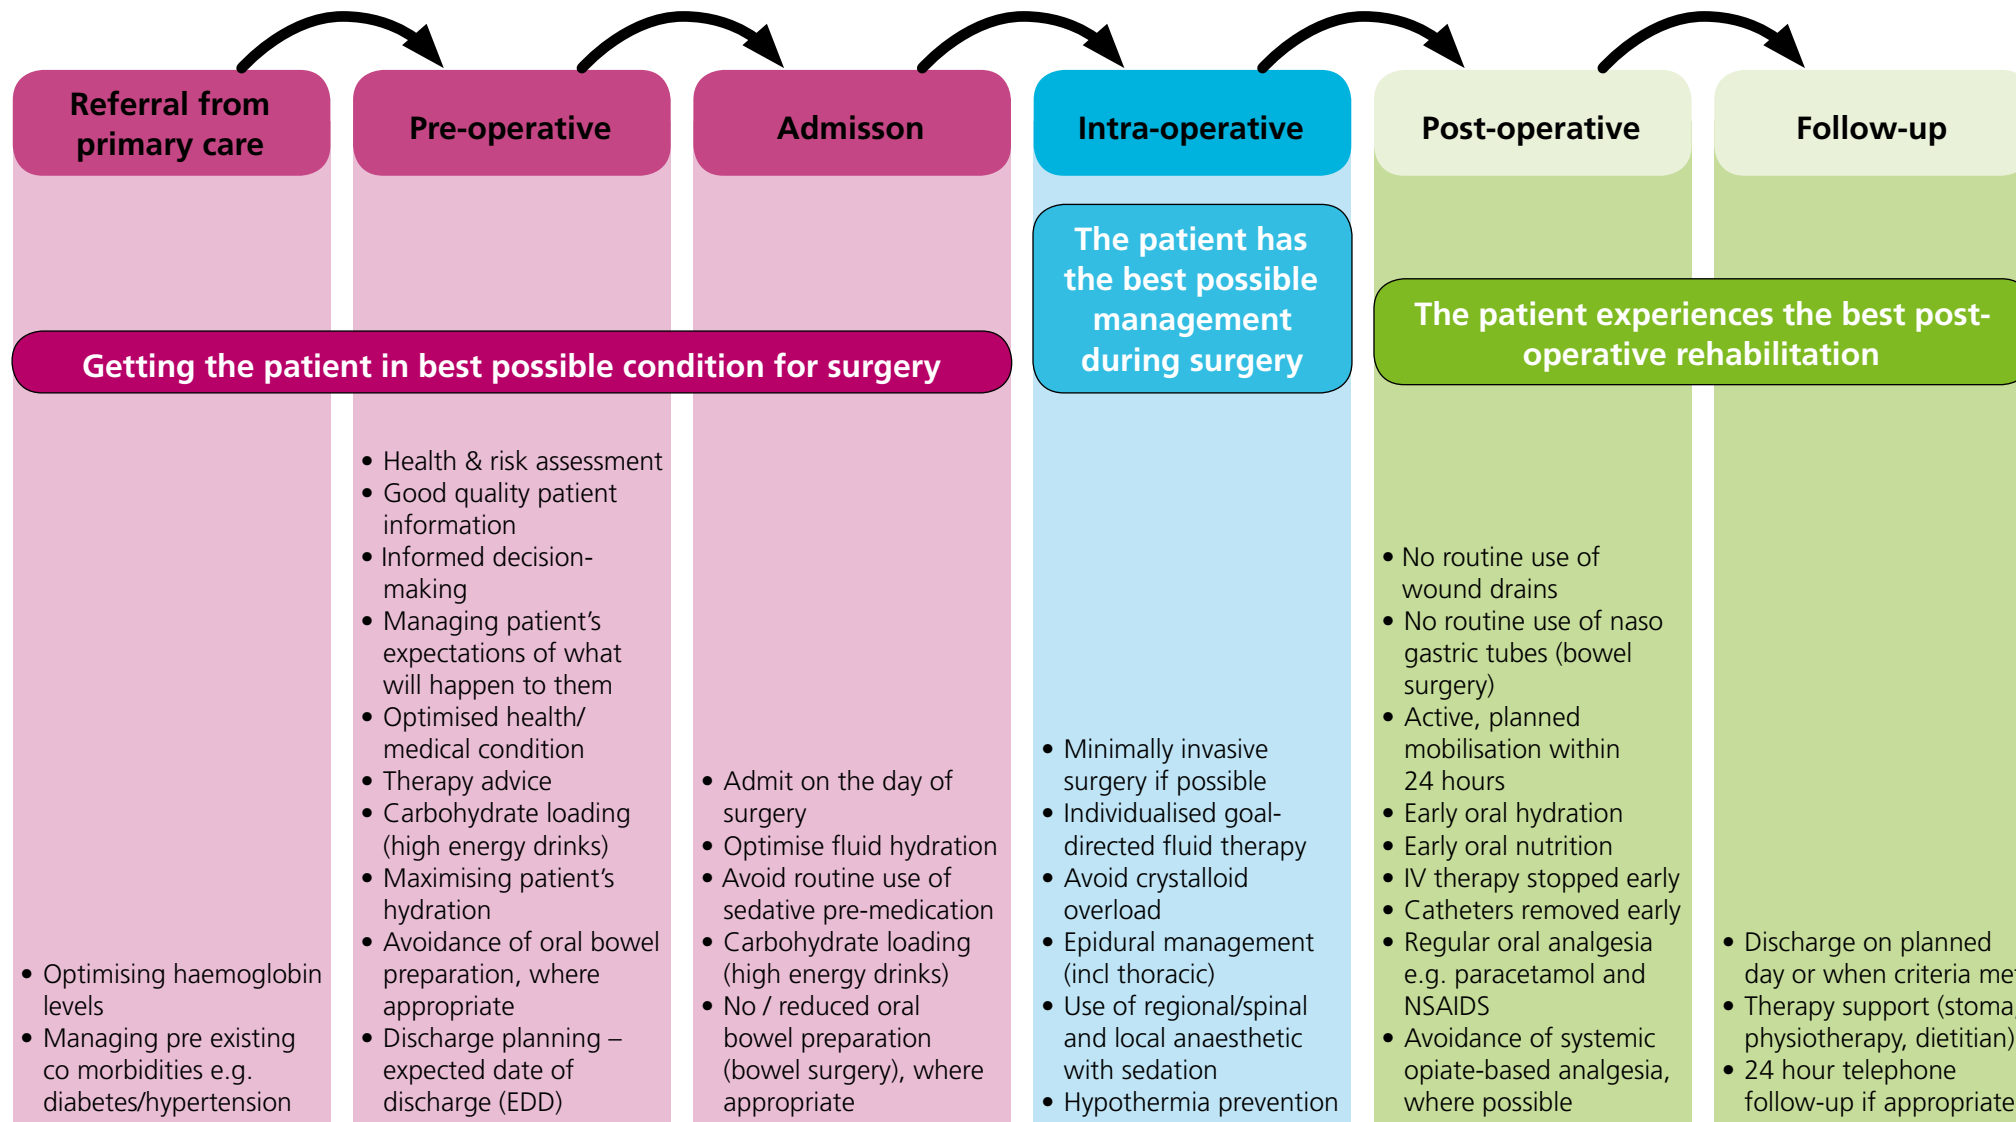 Referral from
primary care
Pre-operative
Admisson
Intra-operative
Post-operative
Follow-up
Getting the patient in best possible condition for surgery
The patient has
the best possible
management
during surgery
The patient experiences the best post-
operative rehabilitation
• Optimising haemoglobin
levels
• Managing pre existing
co morbidities e.g.
diabetes/hypertension
• Health & risk assessment
• Good quality patient
information
• Informed decision-
making
• Managing patient’s
expectations of what
will happen to them
• Optimised health/
medical condition
• Therapy advice
• Carbohydrate loading
(high energy drinks)
• Maximising patient’s
hydration
• Avoidance of oral bowel
preparation, where
appropriate
• Discharge planning –
expected date of
discharge (EDD)
• Admit on the day of
surgery
• Optimise fluid hydration
• Avoid routine use of
sedative pre-medication
• Carbohydrate loading
(high energy drinks)
• No / reduced oral
bowel preparation
(bowel surgery), where
appropriate
• Minimally invasive
surgery if possible
• Individualised goal-
directed fluid therapy
• Avoid crystalloid
overload
• Epidural management
(incl thoracic)
• Use of regional/spinal
and local anaesthetic
with sedation
• Hypothermia prevention
• No routine use of
wound drains
• No routine use of naso
gastric tubes (bowel
surgery)
• Active, planned
mobilisation within
24 hours
• Early oral hydration
• Early oral nutrition
• IV therapy stopped early
• Catheters removed early
• Regular oral analgesia
e.g. paracetamol and
NSAIDS
• Avoidance of systemic
opiate-based analgesia,
where possible
• Discharge on planned
day or when criteria met
• Therapy support (stoma,
physiotherapy, dietitian)
• 24 hour telephone
follow-up if appropriate